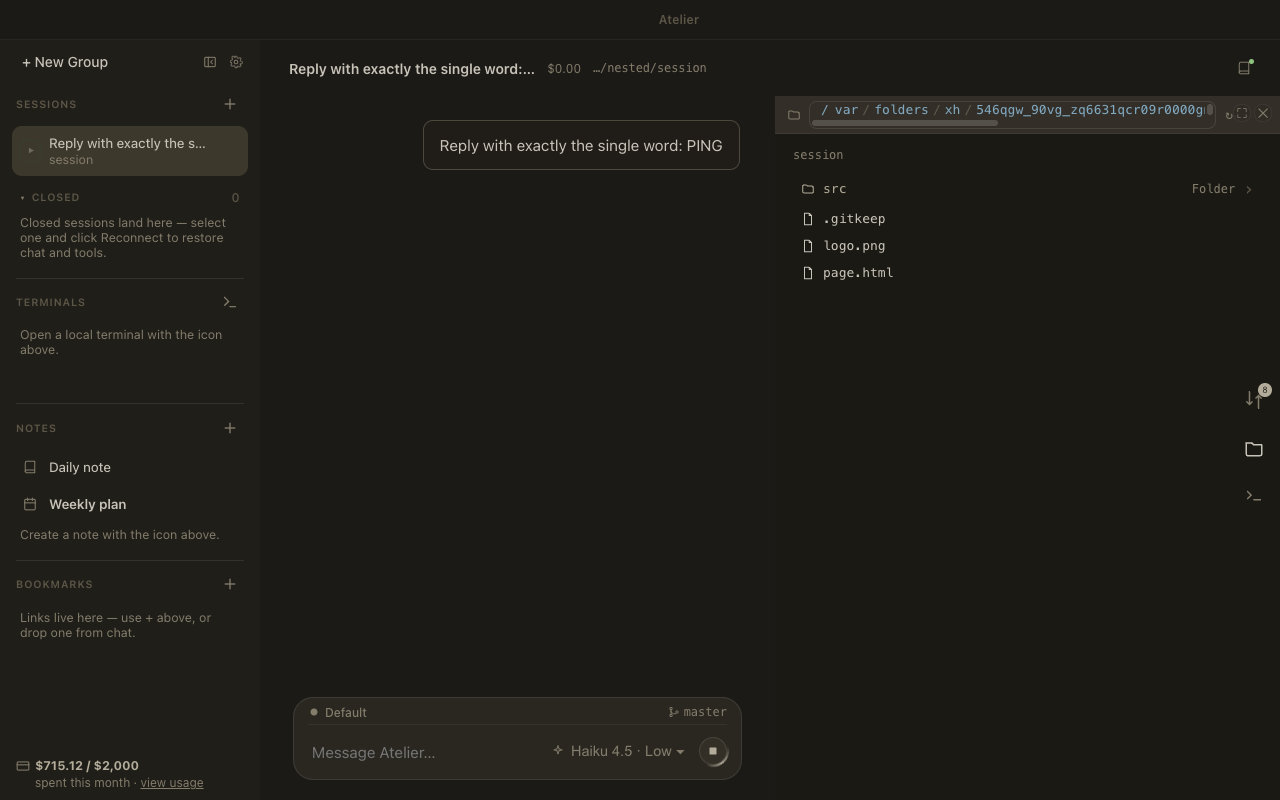 Atelier
+ New Group
SESSIONS
Reply with exactly the s...
session
CLOSED 0
Closed sessions land here — select
one and click Reconnect to restore
chat and tools.
TERMINALS
Open a local terminal with the icon
above.
NOTES
Daily note
Weekly plan
Create a note with the icon above.
BOOKMARKS
Links live here — use + above, or
drop one from chat.
$715.12 / $2,000
spent this month · view usage
Reply with exactly the single word:... $0.00 …/nested/session
Reply with exactly the single word: PING
Default master
Message Atelier... Haiku 4.5 · Low
/ var / folders / xh / 546qgw_90vg_zq6631qcr09r0000g
session
src Folder
.gitkeep
logo.png
page.html
8